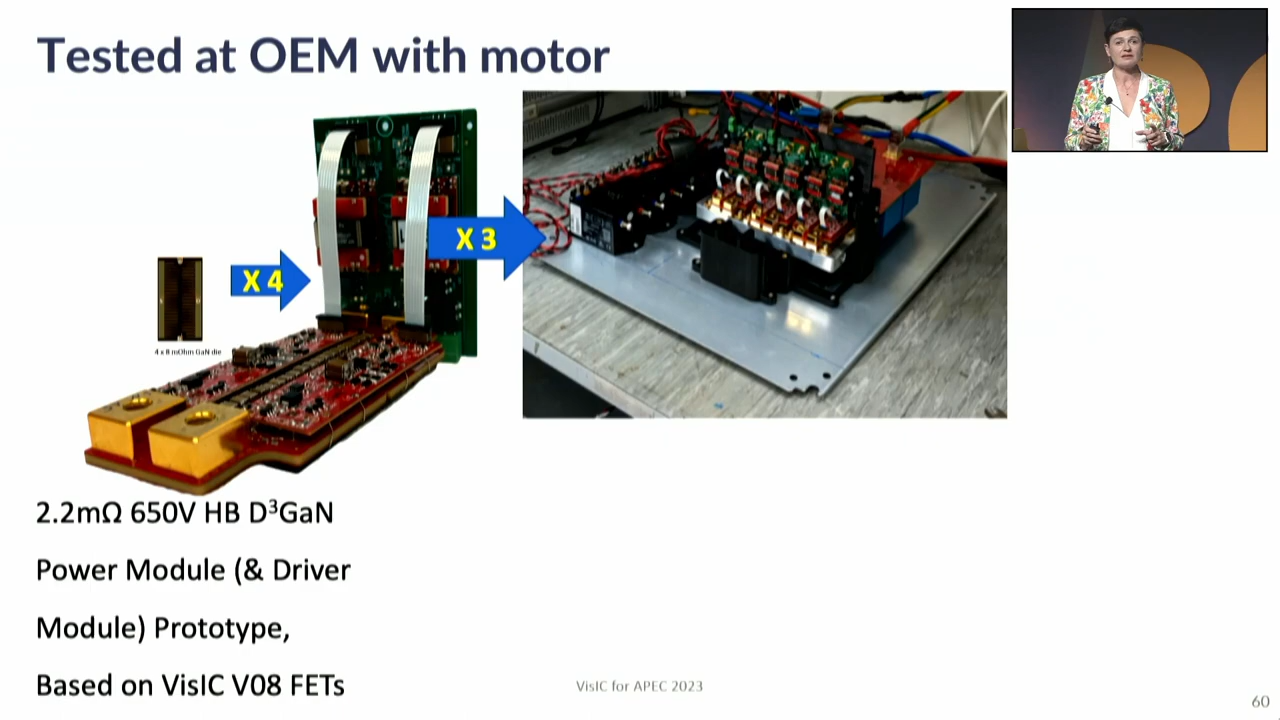 Tested at OEM with motor
X 4
X 3
4 x 8 mOhm GaN die
2.2mΩ 650V HB D³GaN
Power Module (& Driver
Module) Prototype,
Based on VisIC V08 FETs
VisIC for APEC 2023
60